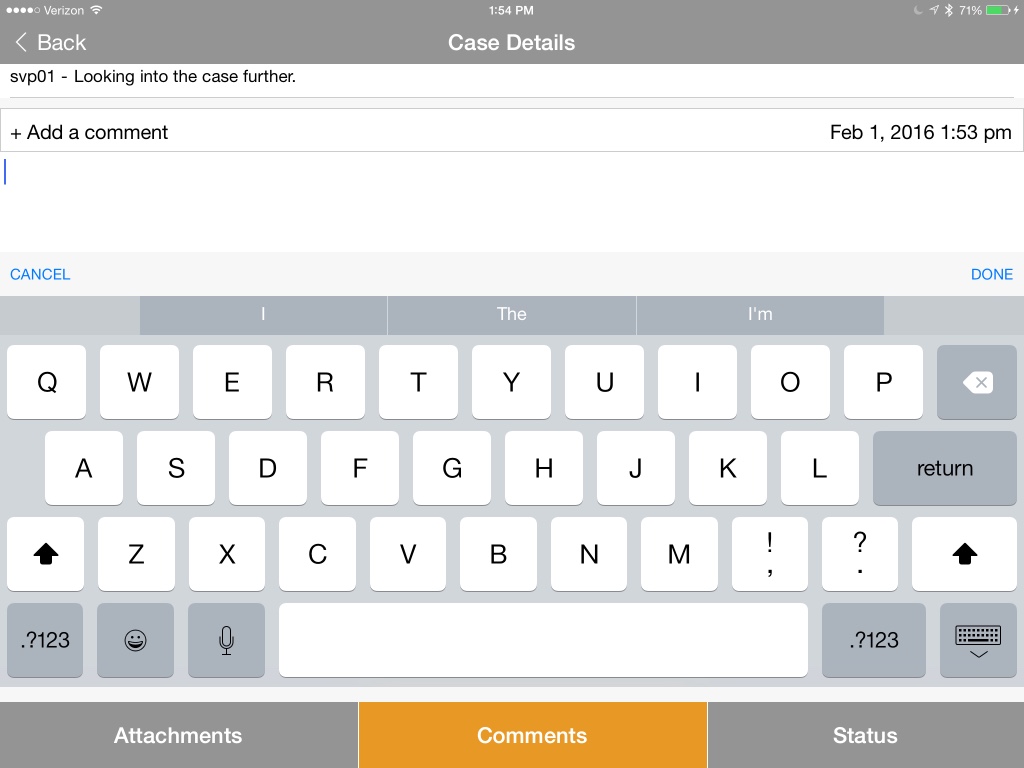 Verizon 1:54 PM 71%
Back Case Details
svp01 - Looking into the case further.
+ Add a comment Feb 1, 2016 1:53 pm
CANCEL DONE
I The I'm
Q W E R T Y U I O P
A S D F G H J K L return
Z X C V B N M ! , ? .
.?123 .?123
Attachments Comments Status